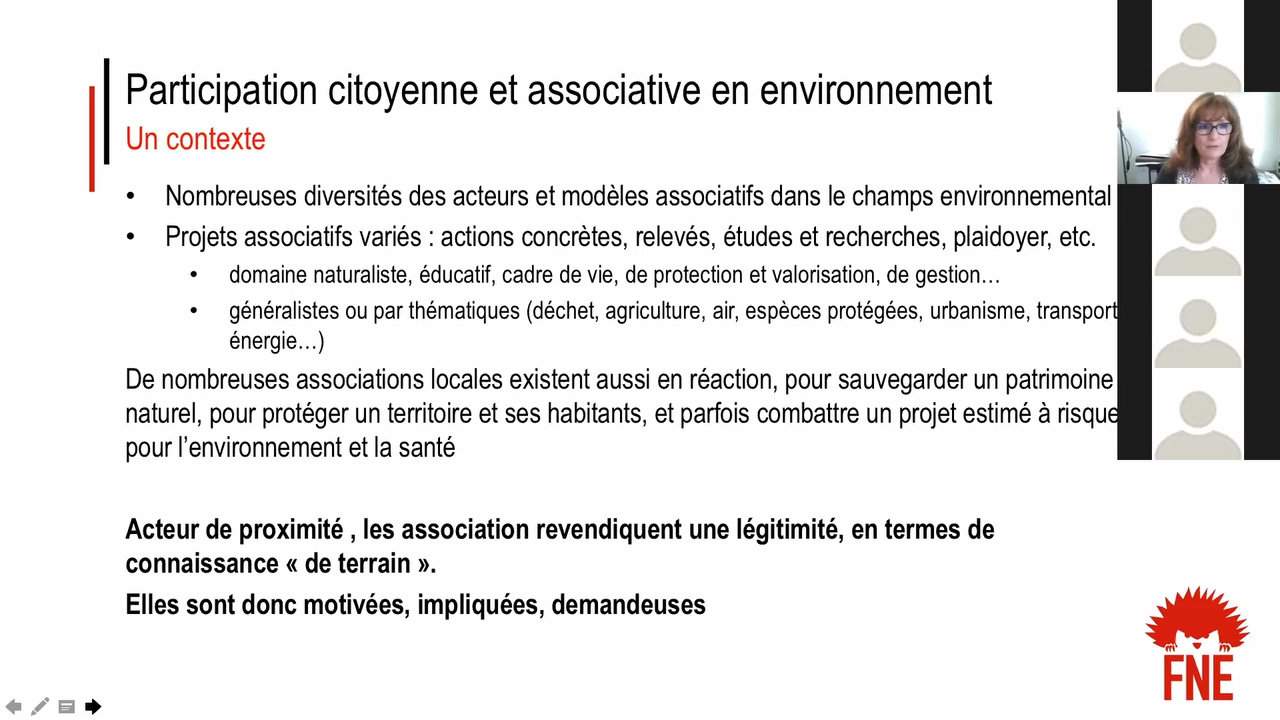 Participation citoyenne et associative en environnement
Un contexte
• Nombreuses diversités des acteurs et modèles associatifs dans le champs environnemental
• Projets associatifs variés : actions concrètes, relevés, études et recherches, plaidoyer, etc.
• domaine naturaliste, éducatif, cadre de vie, de protection et valorisation, de gestion…
• généralistes ou par thématiques (déchet, agriculture, air, espèces protégées, urbanisme, transport
énergie…)
De nombreuses associations locales existent aussi en réaction, pour sauvegarder un patrimoine
naturel, pour protéger un territoire et ses habitants, et parfois combattre un projet estimé à risque
pour l’environnement et la santé
Acteur de proximité , les association revendiquent une légitimité, en termes de
connaissance « de terrain ».
Elles sont donc motivées, impliquées, demandeuses
FNE